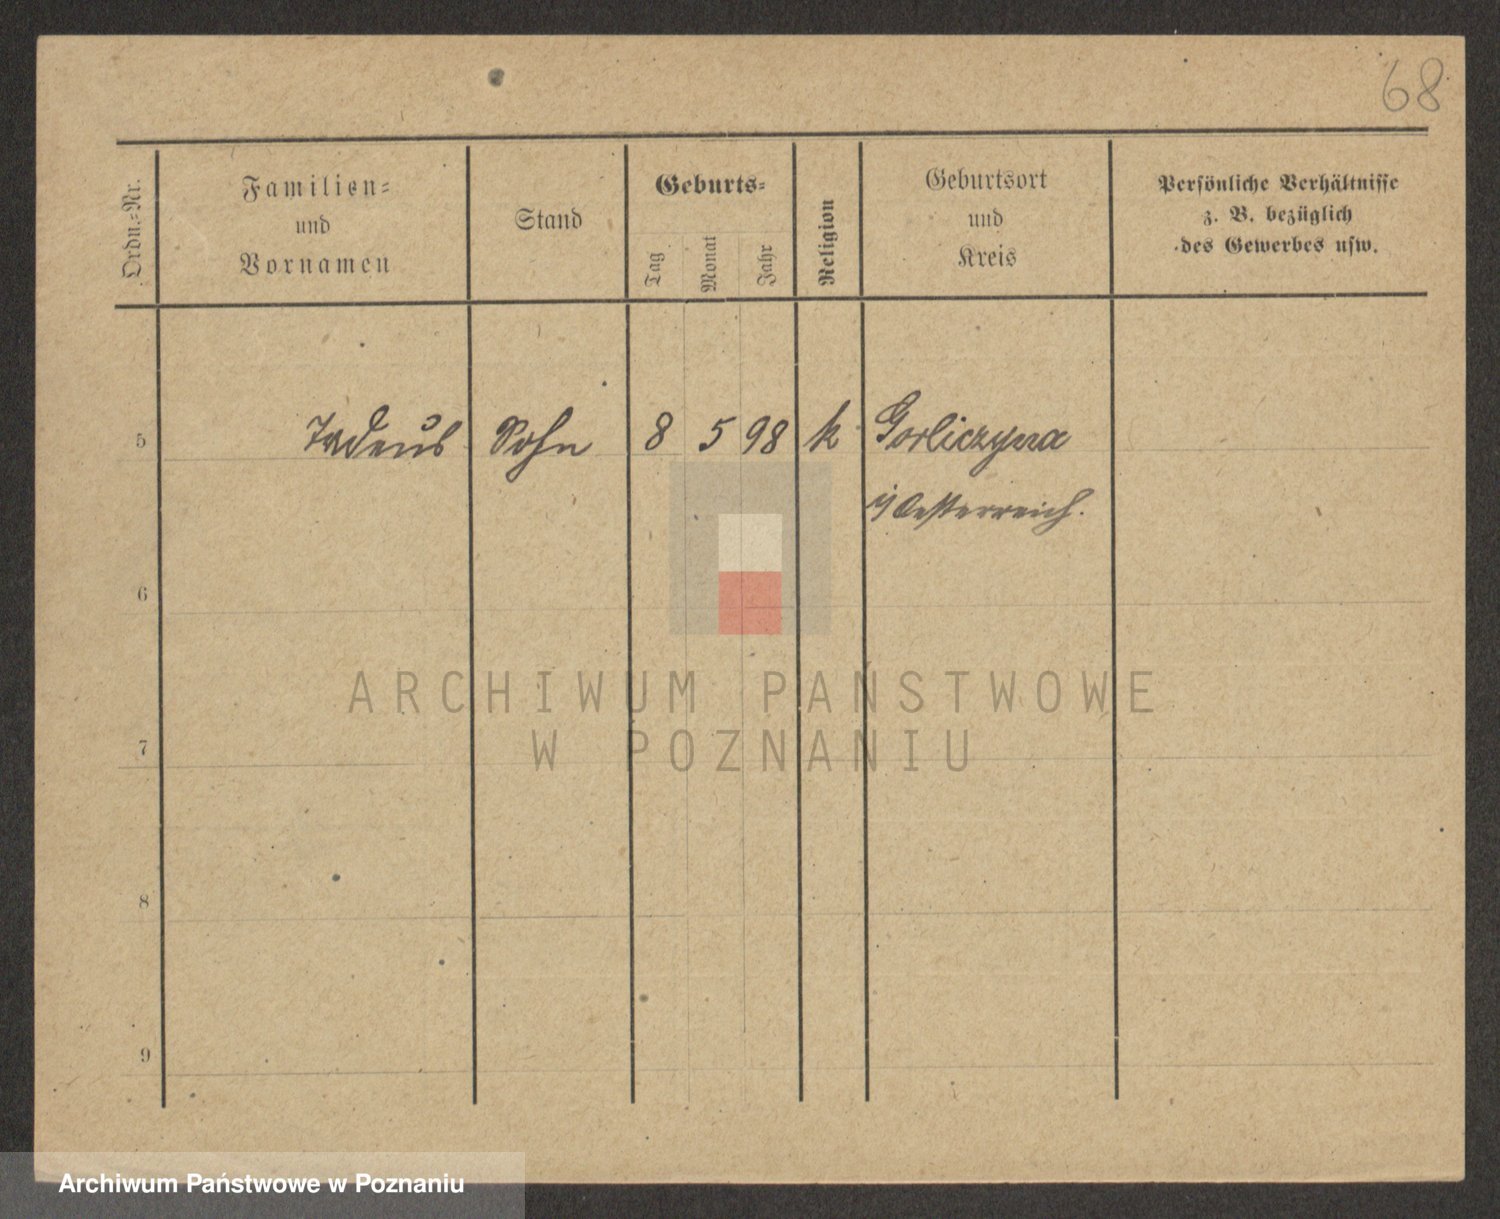 68
Ordn.-Nr.
Familien-
und
Vornamen
Stand
Geburts-
Tag
Monat
Jahr
Religion
Geburtsort
und
Kreis
Persönliche Verhältnisse
z. B. bezüglich
des Gewerbes usw.
5 Tadeus Sohn 8 5 98 k Gorliczyna
i/Oesterreich.
6
ARCHIWUM PAŃSTWOWE
W POZNANIU
7
8
9
Archiwum Państwowe w Poznaniu